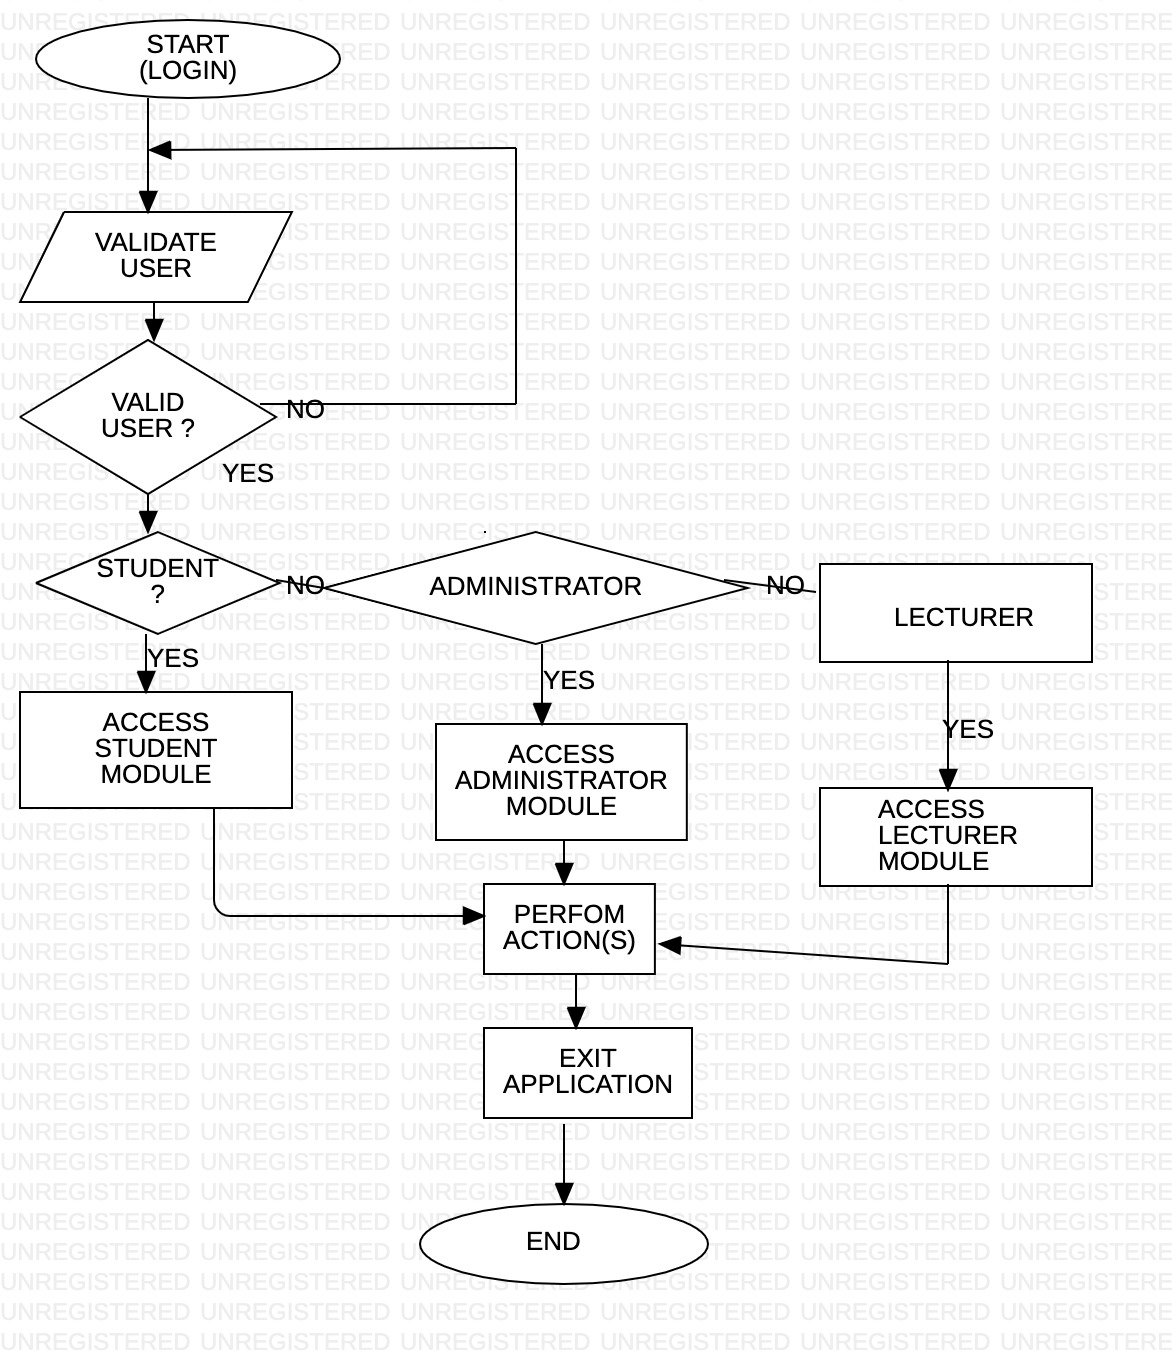 START
(LOGIN)
VALIDATE
USER
VALID
USER ?
NO
YES
STUDENT
?
NO
ADMINISTRATOR
NO
LECTURER
YES
YES
YES
ACCESS
STUDENT
MODULE
ACCESS
ADMINISTRATOR
MODULE
ACCESS
LECTURER
MODULE
PERFOM
ACTION(S)
EXIT
APPLICATION
END
UNREGISTERED